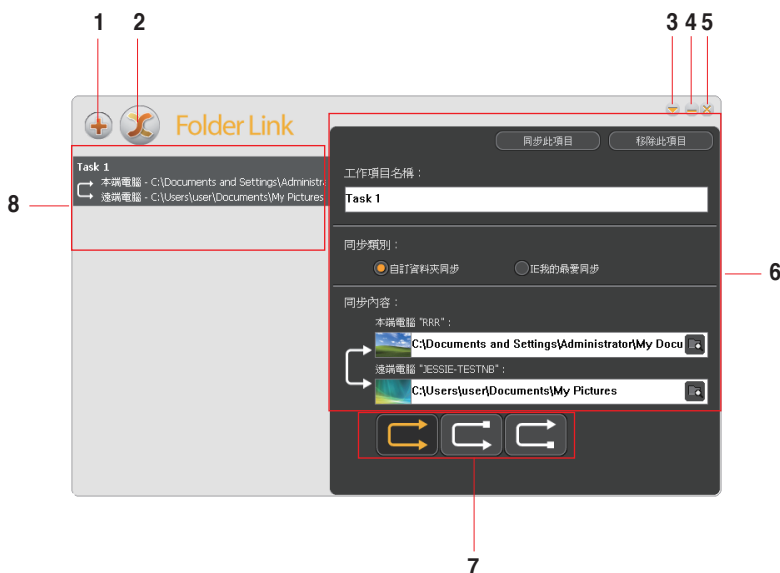 1 2 3 4 5
Folder Link
同步此項目 移除此項目
Task 1
本端電腦 - C:\Documents and Settings\Administra
遠端電腦 - C:\Users\user\Documents\My Pictures
8
工作項目名稱：
Task 1
同步類別：
自訂資料夾同步 IE我的最愛同步
6
同步內容：
本端電腦 "RRR"：
C:\Documents and Settings\Administrator\My Docu
遠端電腦 "JESSIE-TESTNB"：
C:\Users\user\Documents\My Pictures
7